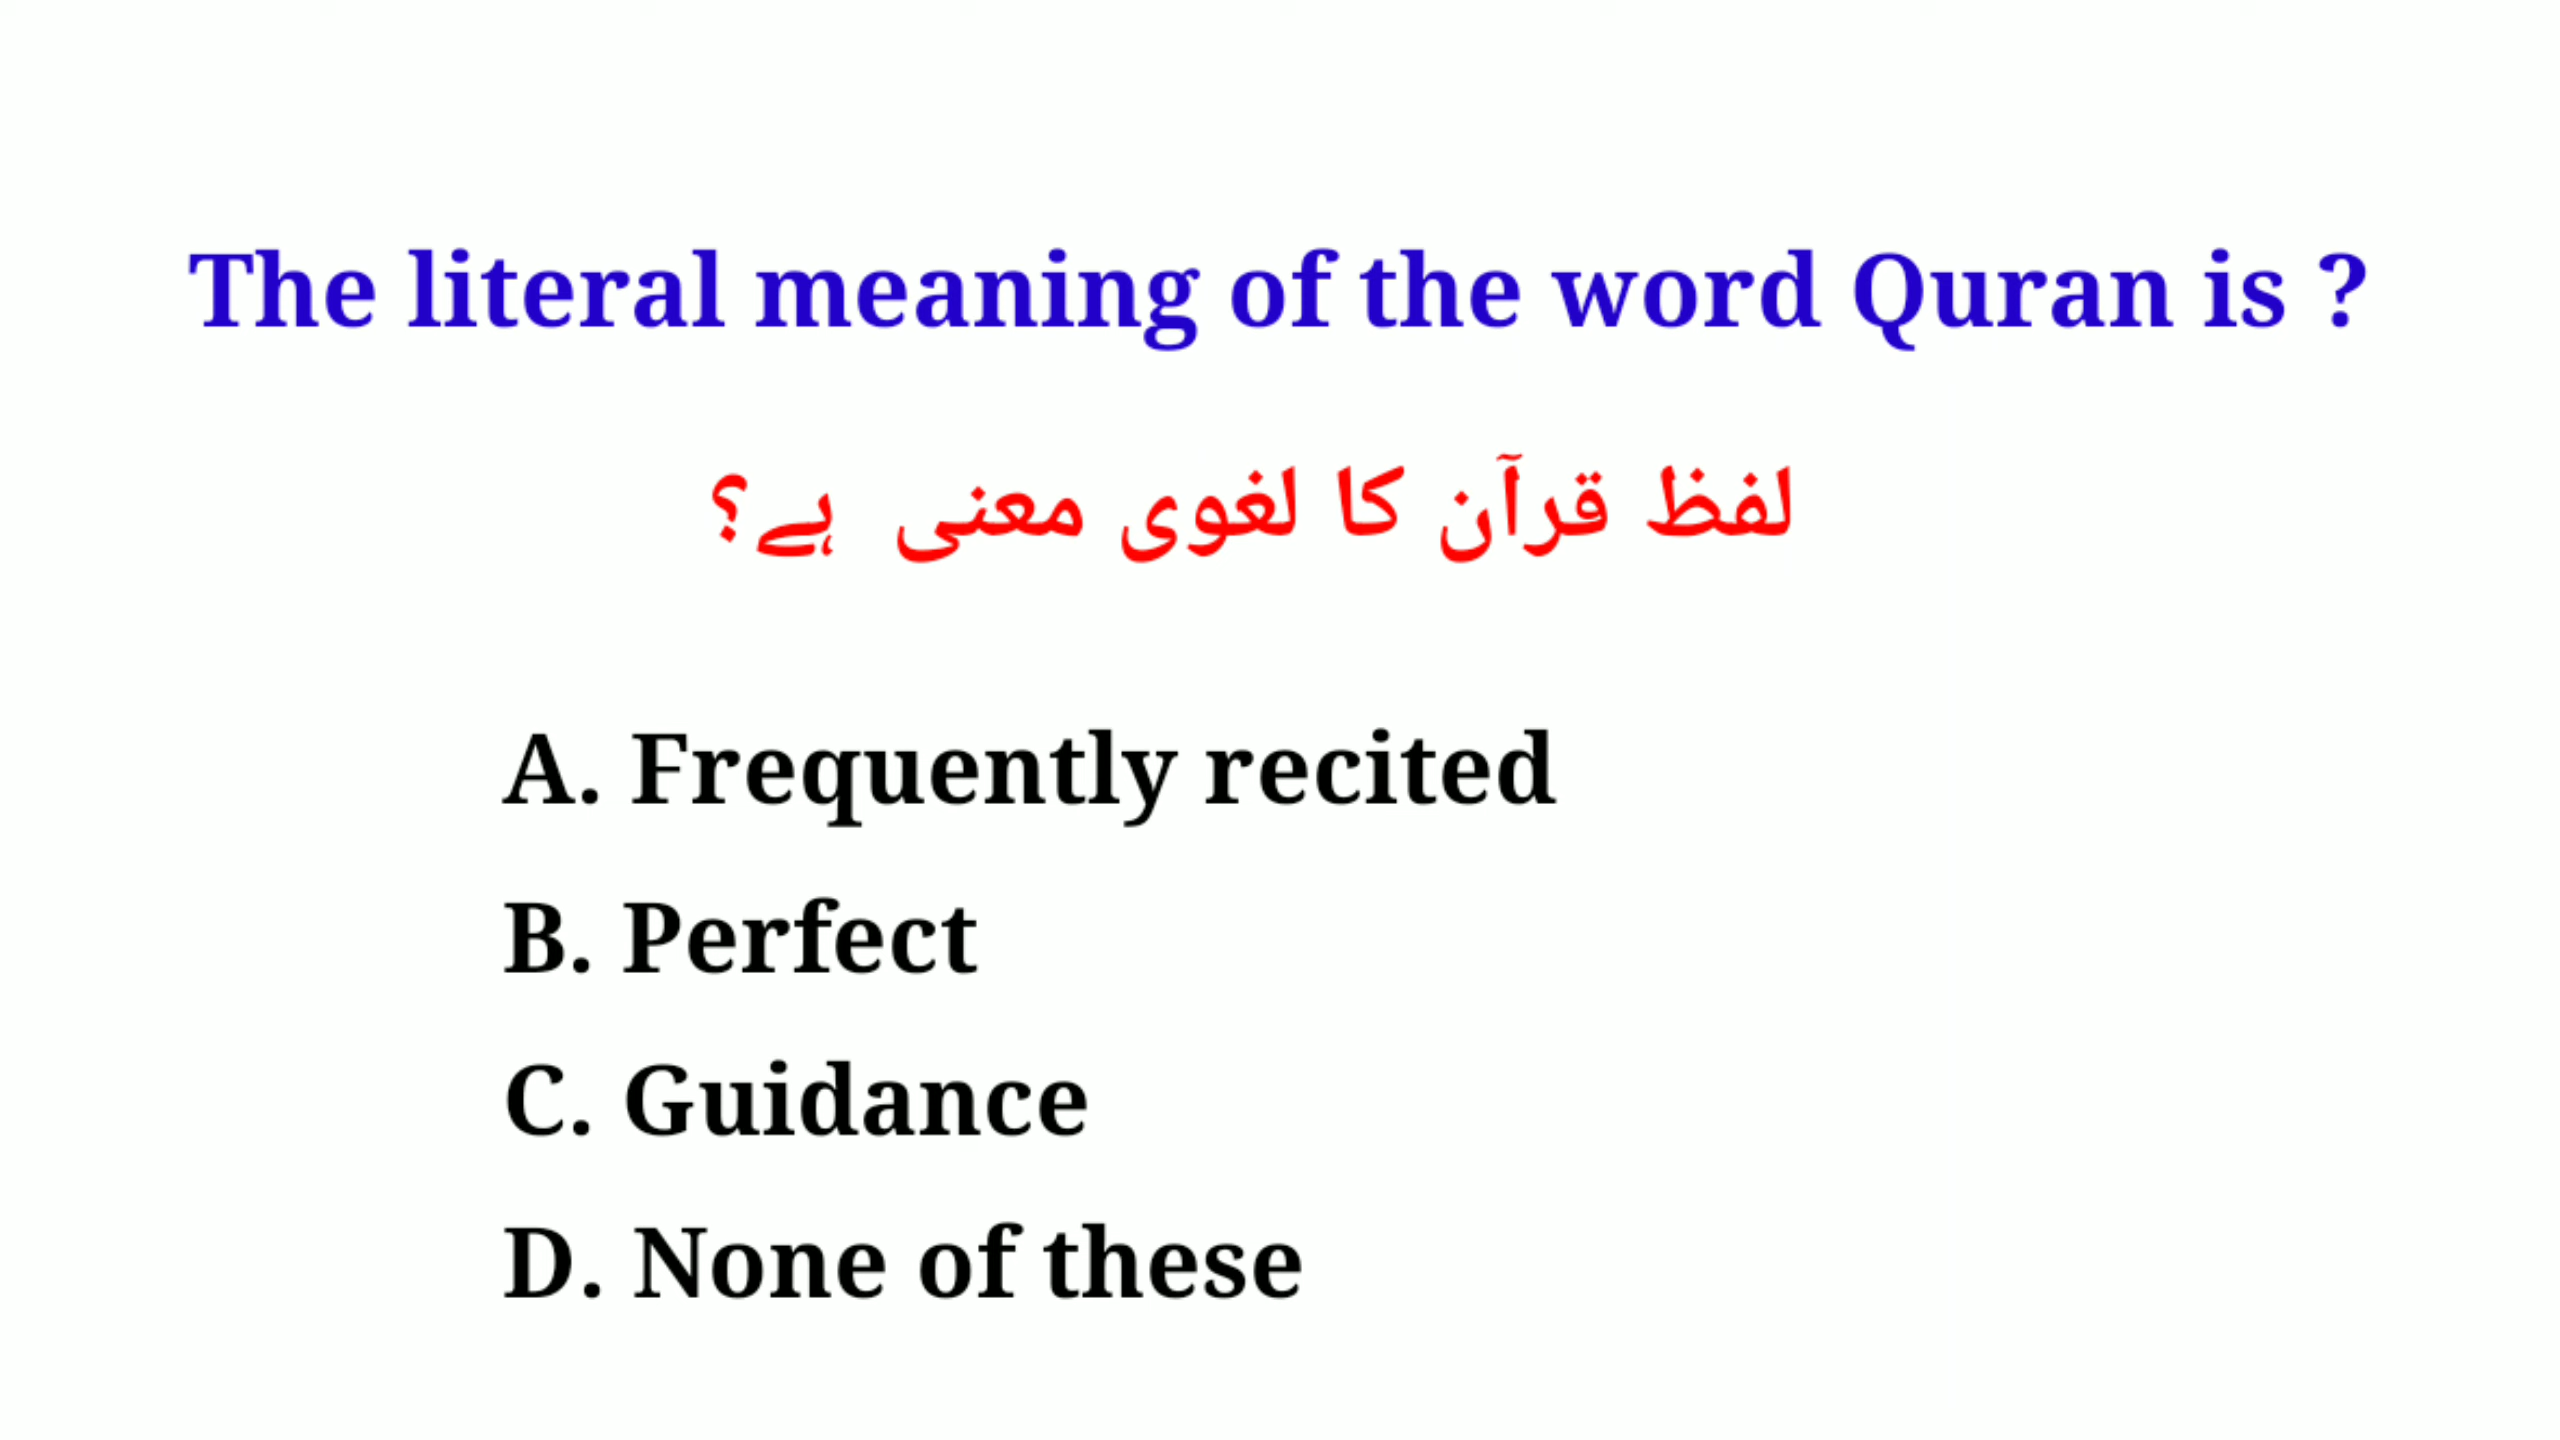 The literal meaning of the word Quran is ?
لفظ قرآن کا لغوی معنی ہے؟
A. Frequently recited
B. Perfect
C. Guidance
D. None of these